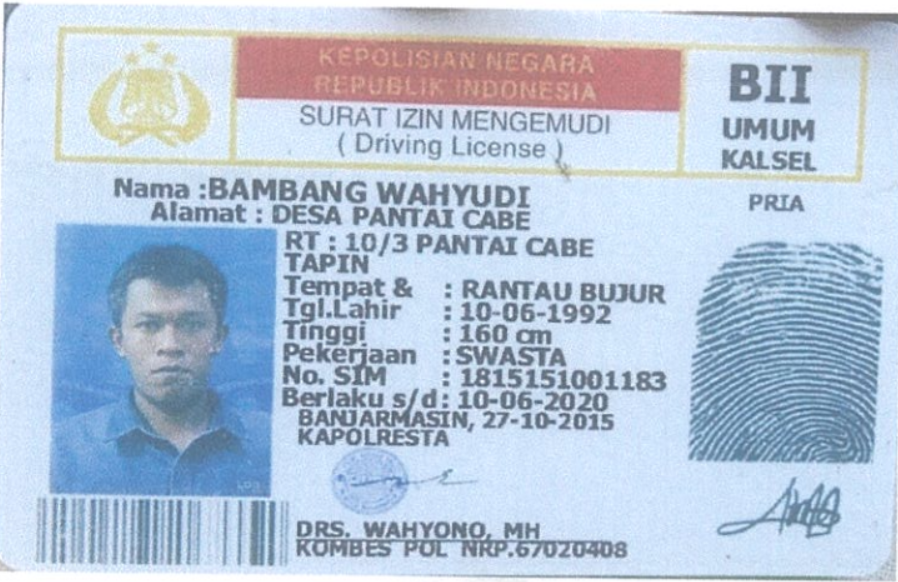 KEPOLISIAN NEGARA
REPUBLIK INDONESIA
SURAT IZIN MENGEMUDI
( Driving License )
BII
UMUM
KALSEL
PRIA
Nama :BAMBANG WAHYUDI
Alamat : DESA PANTAI CABE
RT : 10/3 PANTAI CABE
TAPIN
Tempat & : RANTAU BUJUR
Tgl.Lahir : 10-06-1992
Tinggi : 160 cm
Pekerjaan : SWASTA
No. SIM : 1815151001183
Berlaku s/d : 10-06-2020
BANJARMASIN, 27-10-2015
KAPOLRESTA
DRS. WAHYONO, MH
KOMBES POL NRP.67020408